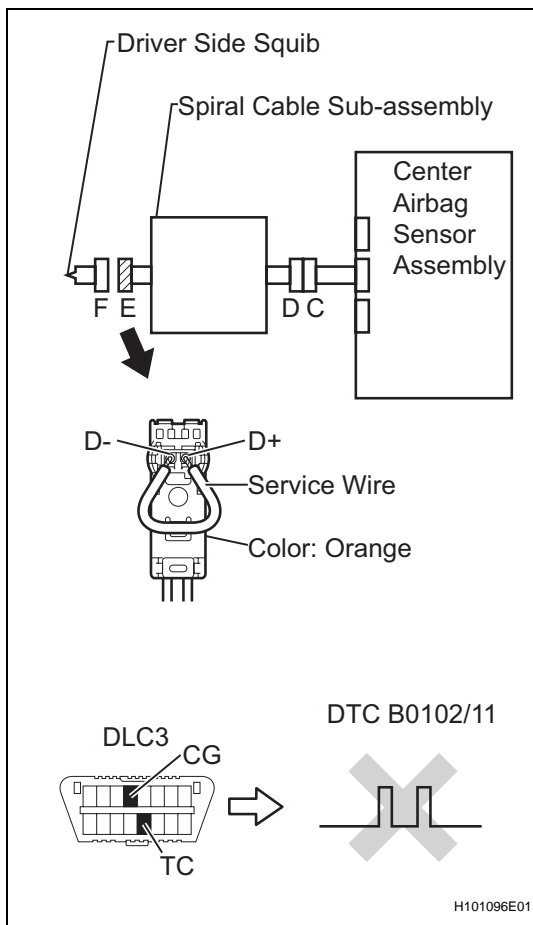 Driver Side Squib
Spiral Cable Sub-assembly
Center
Airbag
Sensor
Assembly
F E
D C
D-
D+
Service Wire
Color: Orange
DTC B0102/11
DLC3
CG
TC
H101096E01